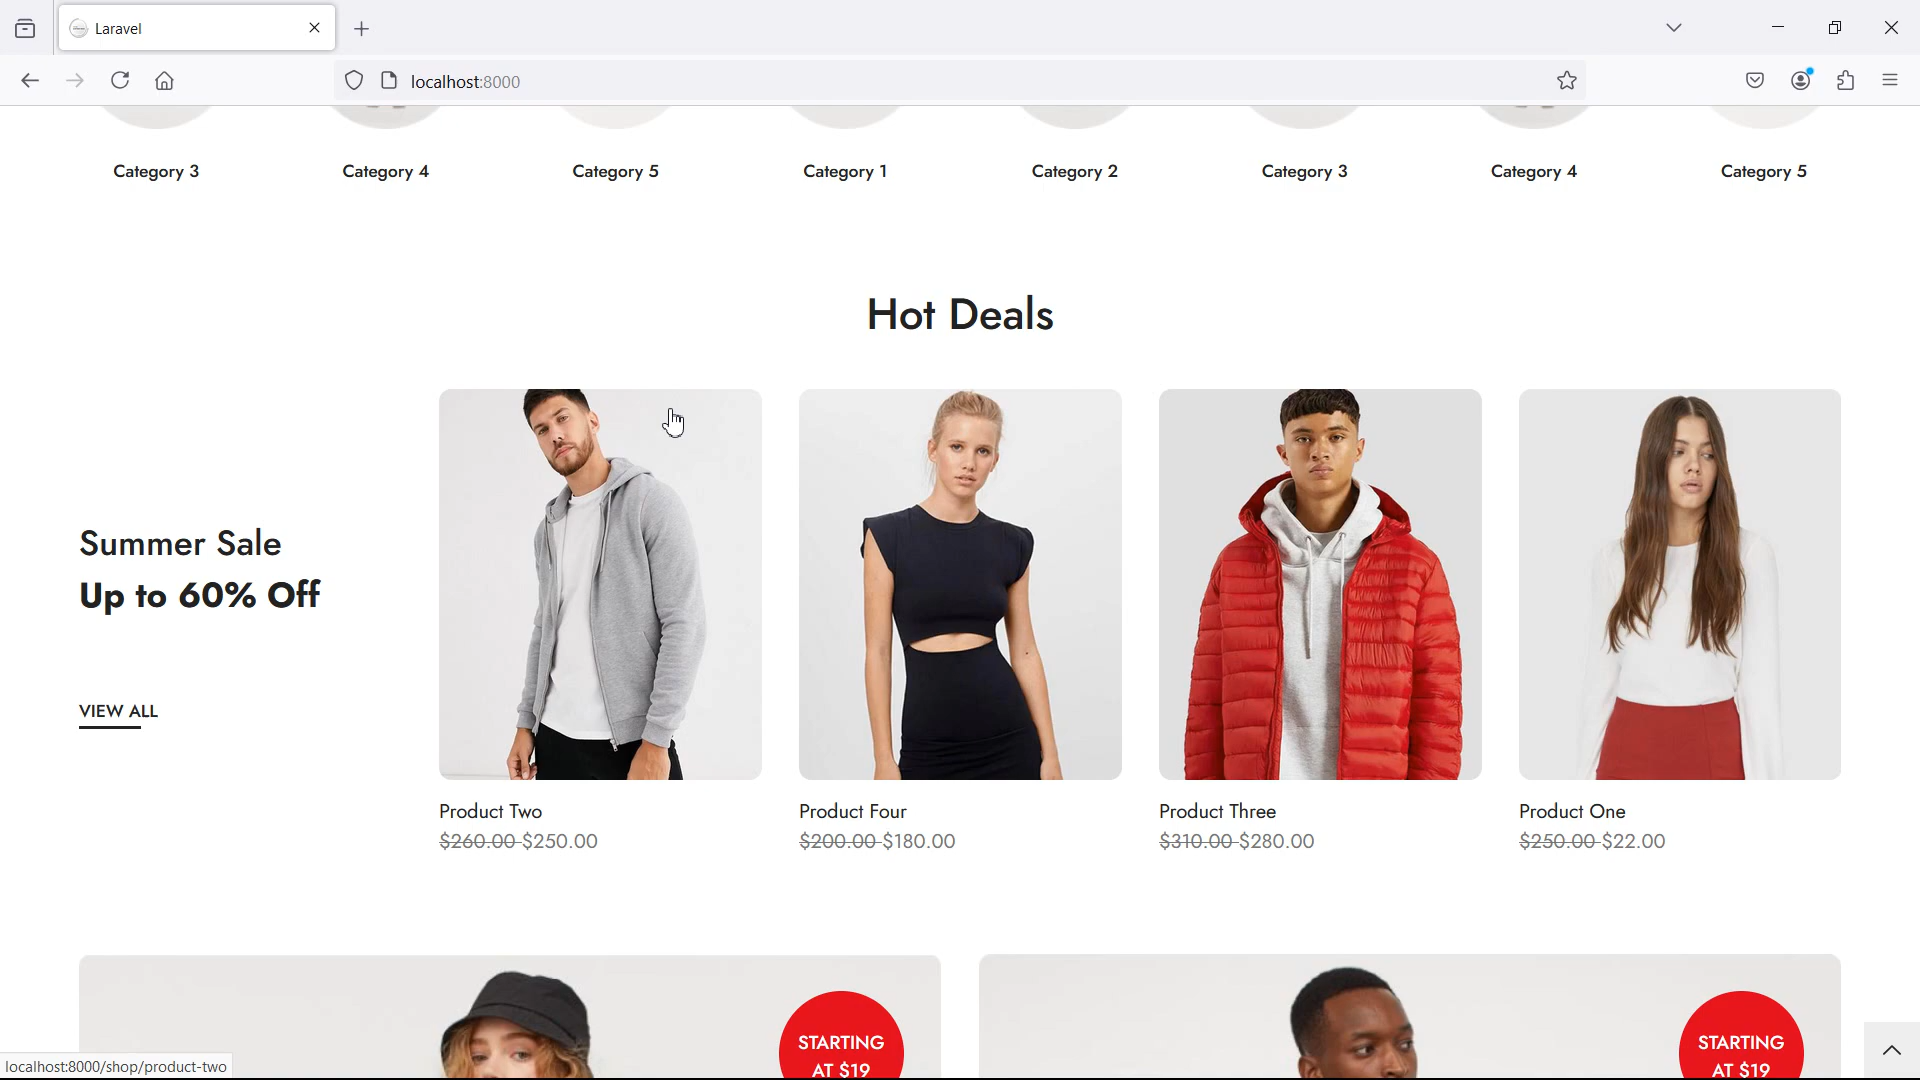 Laravel
localhost:8000
Category 3 Category 4 Category 5 Category 1 Category 2 Category 3 Category 4 Category 5
Hot Deals
Summer Sale
Up to 60% Off
VIEW ALL
Product Two
$260.00 $250.00
Product Four
$200.00 $180.00
Product Three
$310.00 $280.00
Product One
$250.00 $22.00
STARTING
AT $19
STARTING
AT $19
localhost:8000/shop/product-two